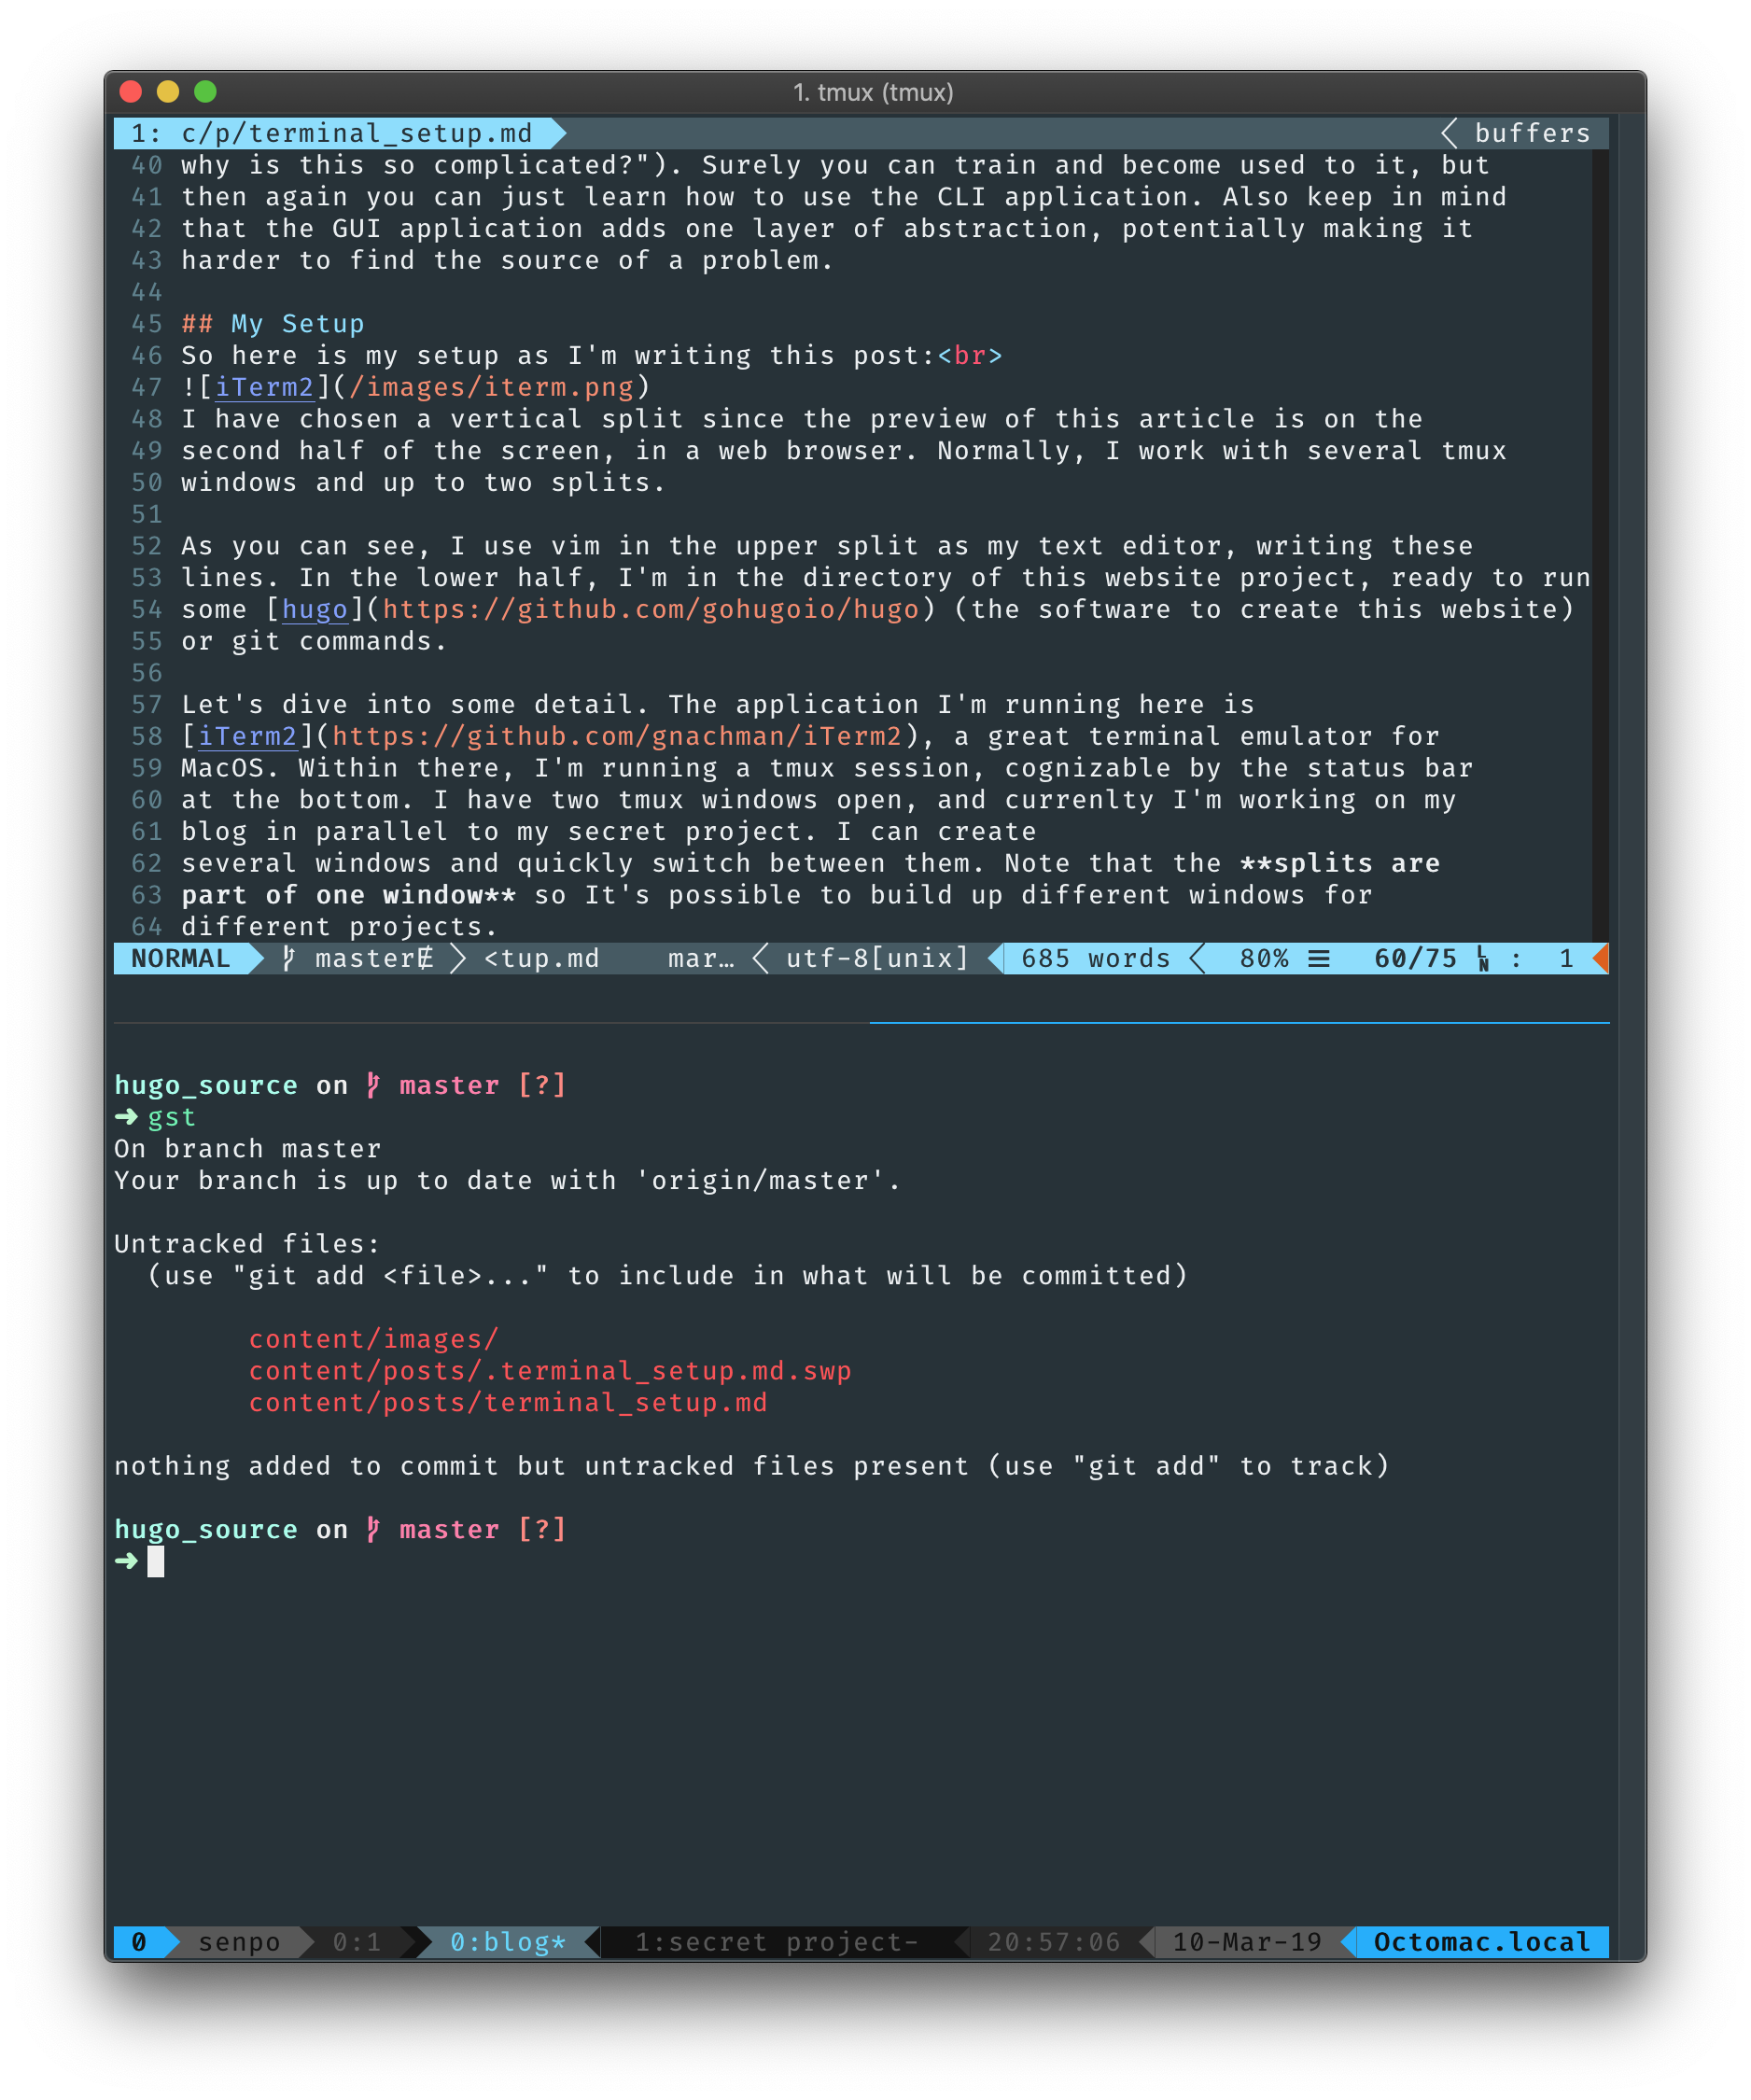 1. tmux (tmux)
1: c/p/terminal_setup.md buffers
40 why is this so complicated?"). Surely you can train and become used to it, but
41 then again you can just learn how to use the CLI application. Also keep in mind
42 that the GUI application adds one layer of abstraction, potentially making it
43 harder to find the source of a problem.
44
45 ## My Setup
46 So here is my setup as I'm writing this post:<br>
47 ![iTerm2](/images/iterm.png)
48 I have chosen a vertical split since the preview of this article is on the
49 second half of the screen, in a web browser. Normally, I work with several tmux
50 windows and up to two splits.
51
52 As you can see, I use vim in the upper split as my text editor, writing these
53 lines. In the lower half, I'm in the directory of this website project, ready to run
54 some [hugo](https://github.com/gohugoio/hugo) (the software to create this website)
55 or git commands.
56
57 Let's dive into some detail. The application I'm running here is
58 [iTerm2](https://github.com/gnachman/iTerm2), a great terminal emulator for
59 MacOS. Within there, I'm running a tmux session, cognizable by the status bar
60 at the bottom. I have two tmux windows open, and currenlty I'm working on my
61 blog in parallel to my secret project. I can create
62 several windows and quickly switch between them. Note that the **splits are
63 part of one window** so It's possible to build up different windows for
64 different projects.
NORMAL master∉ <tup.md mar… utf-8[unix] 685 words 80% ☰ 60/75 LN : 1
hugo_source on master [?]
➜ gst
On branch master
Your branch is up to date with 'origin/master'.
Untracked files:
(use "git add <file>..." to include in what will be committed)
content/images/
content/posts/.terminal_setup.md.swp
content/posts/terminal_setup.md
nothing added to commit but untracked files present (use "git add" to track)
hugo_source on master [?]
➜
0 senpo 0:1 0:blog* 1:secret project- 20:57:06 10-Mar-19 Octomac.local